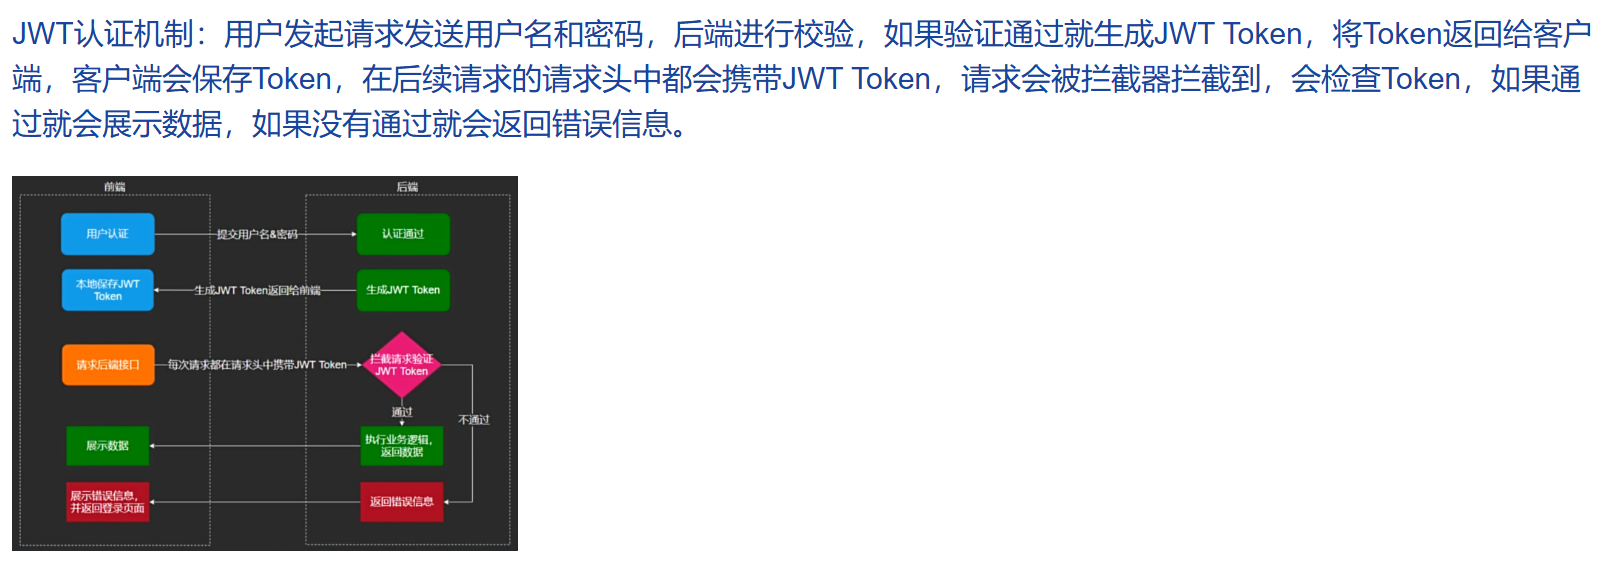 JWT认证机制：用户发起请求发送用户名和密码，后端进行校验，如果验证通过就生成JWT Token，将Token返回给客户
端，客户端会保存Token，在后续请求的请求头中都会携带JWT Token，请求会被拦截器拦截到，会检查Token，如果通
过就会展示数据，如果没有通过就会返回错误信息。
前端
后端
用户认证
提交用户名&密码
认证通过
本地保存JWT
Token
生成JWT Token返回给前端
生成JWT Token
请求后端接口
每次请求都在请求头中携带JWT Token
拦截请求验证
JWT Token
通过
不通过
展示数据
执行业务逻辑，
返回数据
展示错误信息，
并返回登录页面
返回错误信息